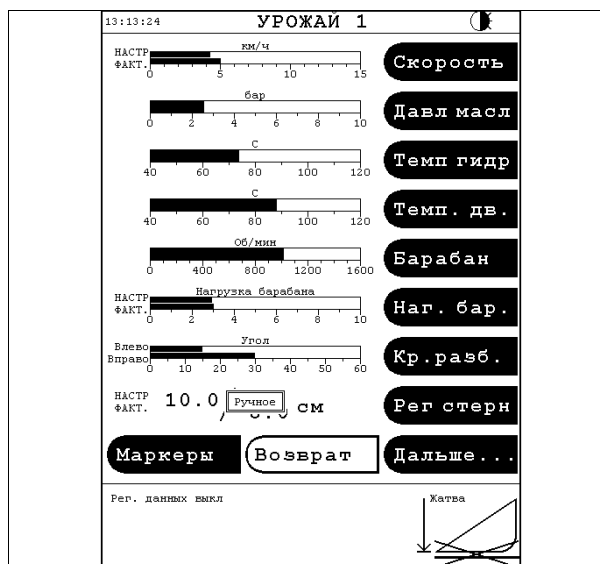 13:13:24 УРОЖАЙ 1
км/ч
НАСТР
ФАКТ.
0 5 10 15
Скорость
бар
0 2 4 6 8 10
Давл масл
С
40 60 80 100 120
Темп гидр
С
40 60 80 100 120
Темп. дв.
Об/мин
0 400 800 1200 1600
Барабан
Нагрузка барабана
НАСТР
ФАКТ.
0 2 4 6 8 10
Наг. бар.
Угол
Влево
Вправо
0 10 20 30 40 50 60
Кр.разб.
НАСТР
ФАКТ.
10.0 / см
Ручное
Рег стерн
Маркеры Возврат Дальше...
Рег. данных выкл
Жатва